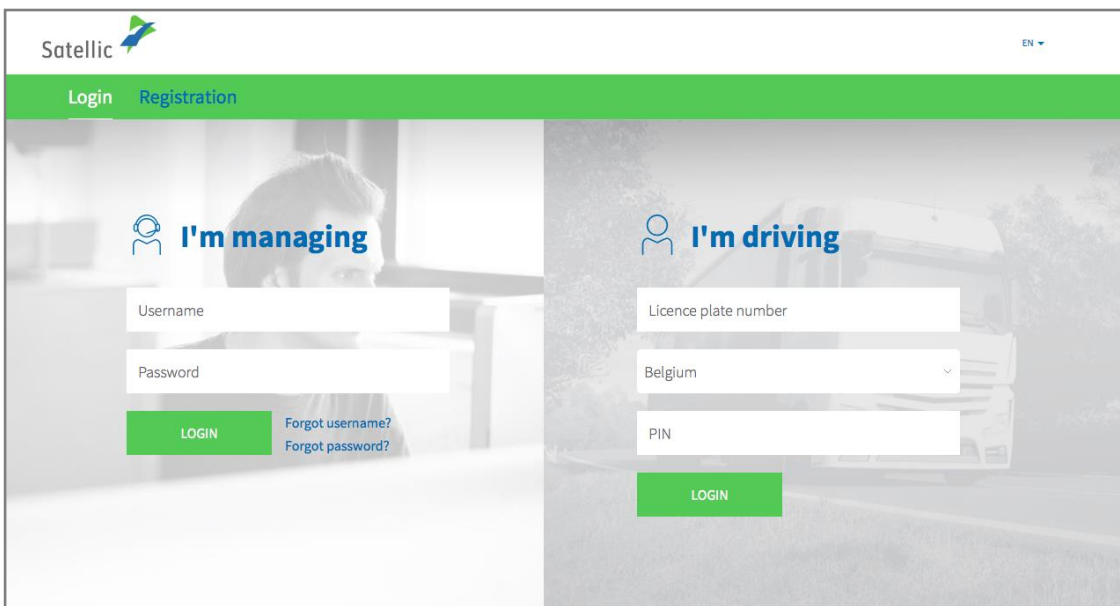 Satellic
EN
Login Registration
I'm managing
Username
Password
LOGIN
Forgot username?
Forgot password?
I'm driving
Licence plate number
Belgium
PIN
LOGIN